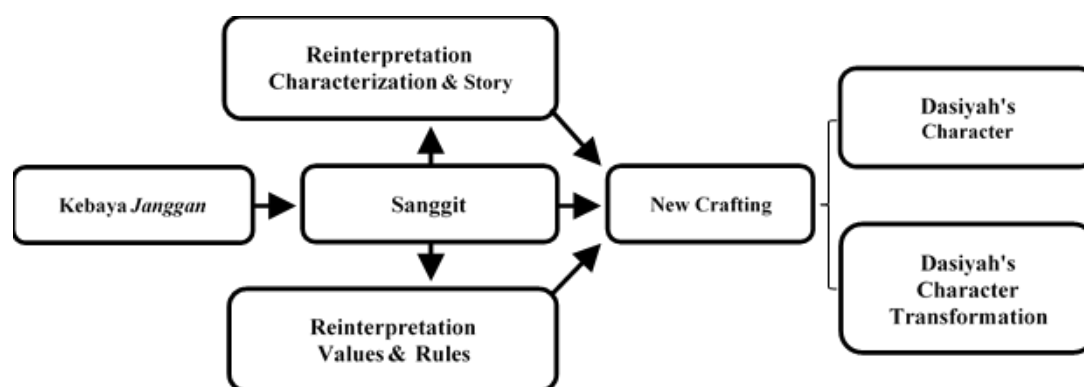 Reinterpretation
Characterization & Story
Kebaya Janggan
Sanggit
New Crafting
Reinterpretation
Values & Rules
Dasiyah's
Character
Dasiyah's
Character
Transformation